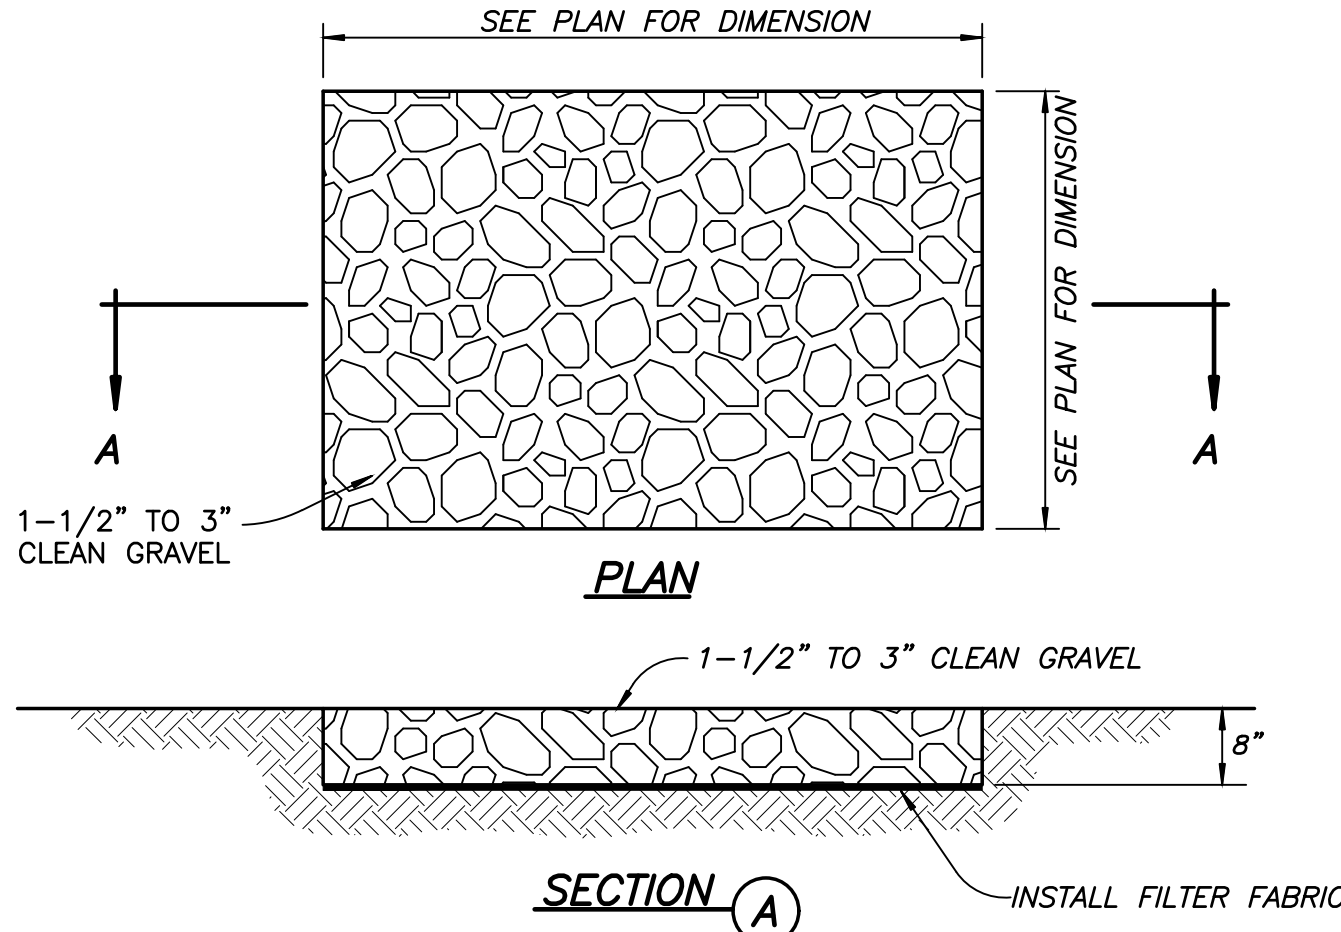 SEE PLAN FOR DIMENSION
SEE PLAN FOR DIMENSION
A
A
1-1/2" TO 3"
CLEAN GRAVEL
PLAN
1-1/2" TO 3" CLEAN GRAVEL
8"
SECTION A
INSTALL FILTER FABRIC